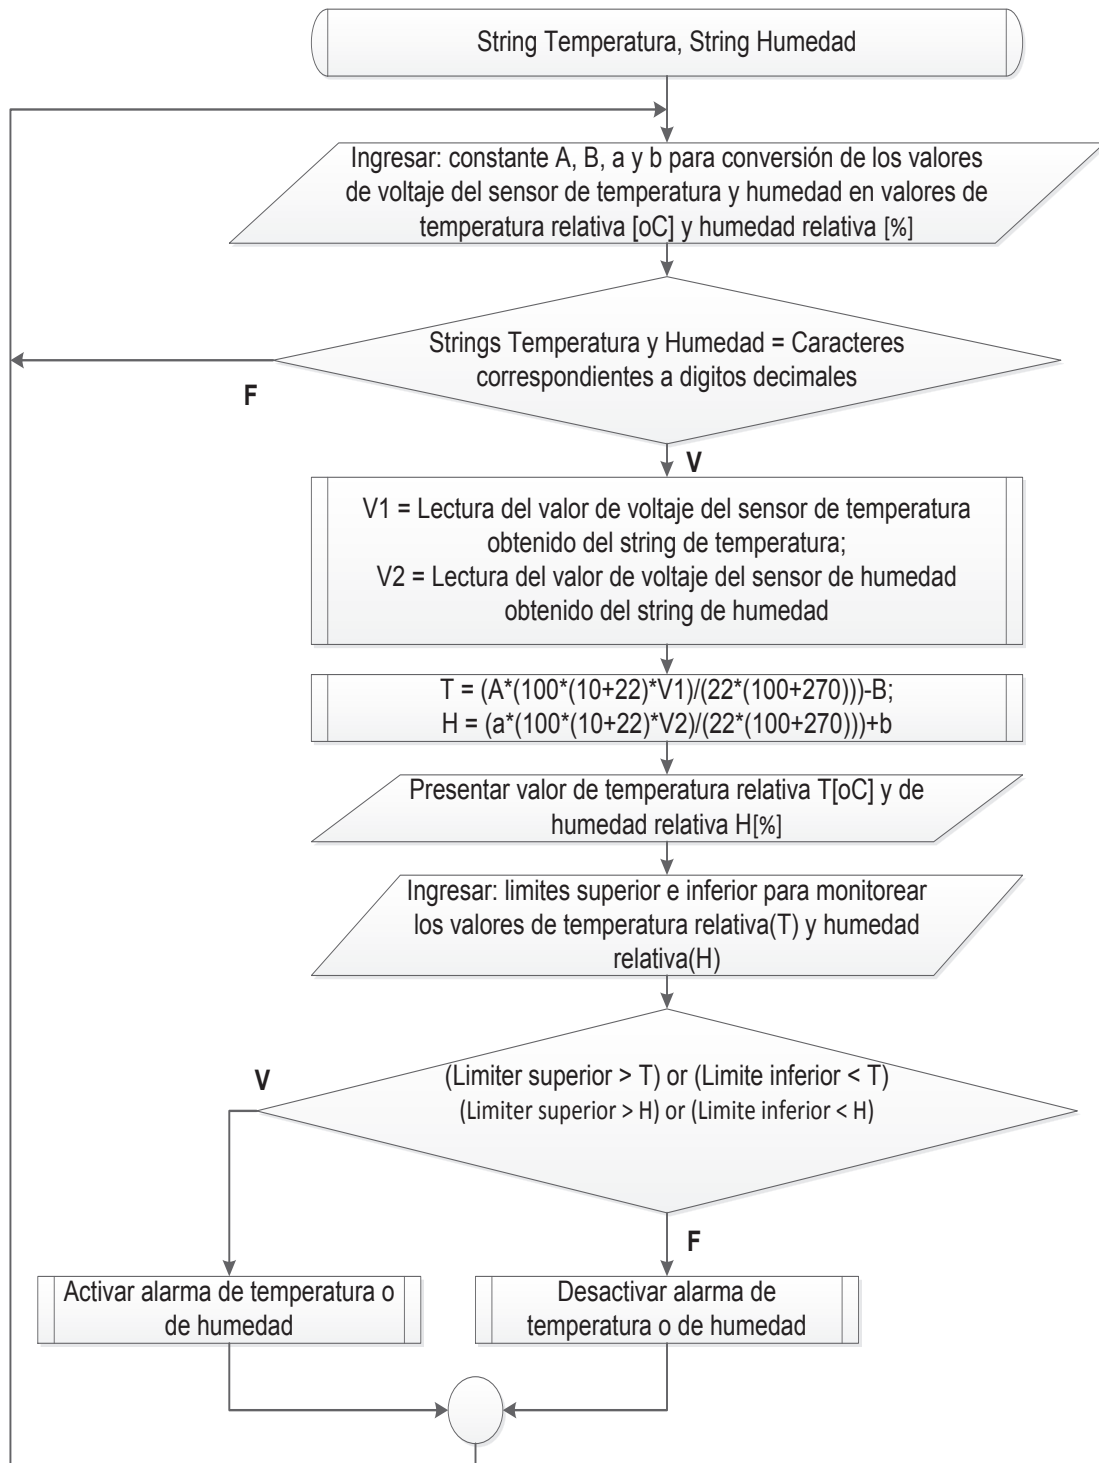 String Temperatura, String Humedad
Ingresar: constante A, B, a y b para conversión de los valores
de voltaje del sensor de temperatura y humedad en valores de
temperatura relativa [oC] y humedad relativa [%]
Strings Temperatura y Humedad = Caracteres
correspondientes a digitos decimales
F
V
V1 = Lectura del valor de voltaje del sensor de temperatura
obtenido del string de temperatura;
V2 = Lectura del valor de voltaje del sensor de humedad
obtenido del string de humedad
T = (A*(100*(10+22)*V1)/(22*(100+270)))-B;
H = (a*(100*(10+22)*V2)/(22*(100+270)))+b
Presentar valor de temperatura relativa T[oC] y de
humedad relativa H[%]
Ingresar: limites superior e inferior para monitorear
los valores de temperatura relativa(T) y humedad
relativa(H)
V
(Limiter superior > T) or (Limite inferior < T)
(Limiter superior > H) or (Limite inferior < H)
F
Activar alarma de temperatura o
de humedad
Desactivar alarma de
temperatura o de humedad